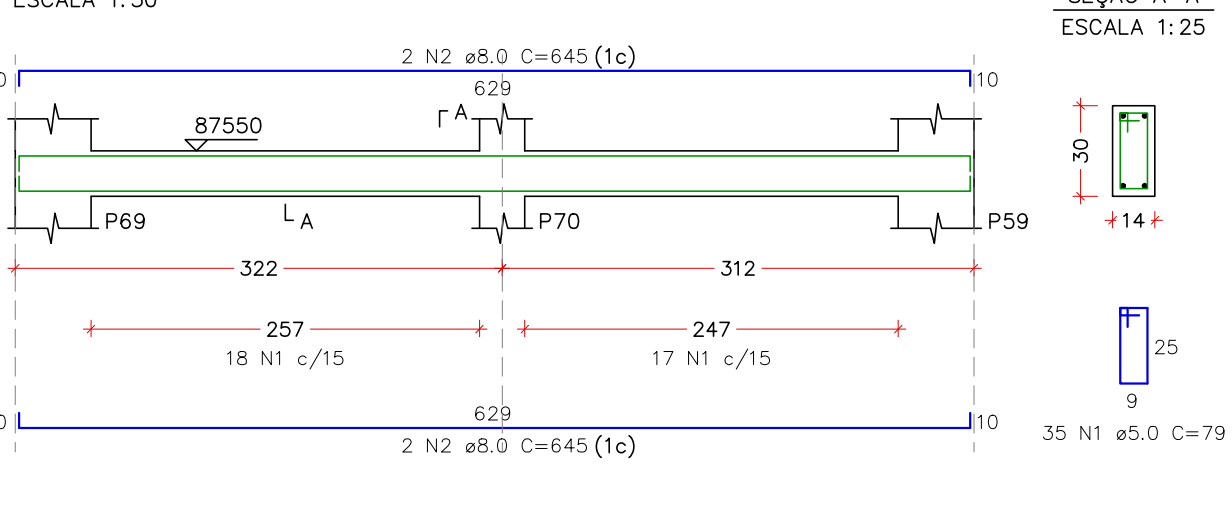 ESCALA 1:50
SEÇÃO A-A
ESCALA 1:25
2 N2 ø8.0 C=645 (1c)
10
629
A
87550
30
A
P69
P70
P59
14
322
312
257
247
18 N1 c/15
17 N1 c/15
25
9
629
10
2 N2 ø8.0 C=645 (1c)
35 N1 ø5.0 C=79